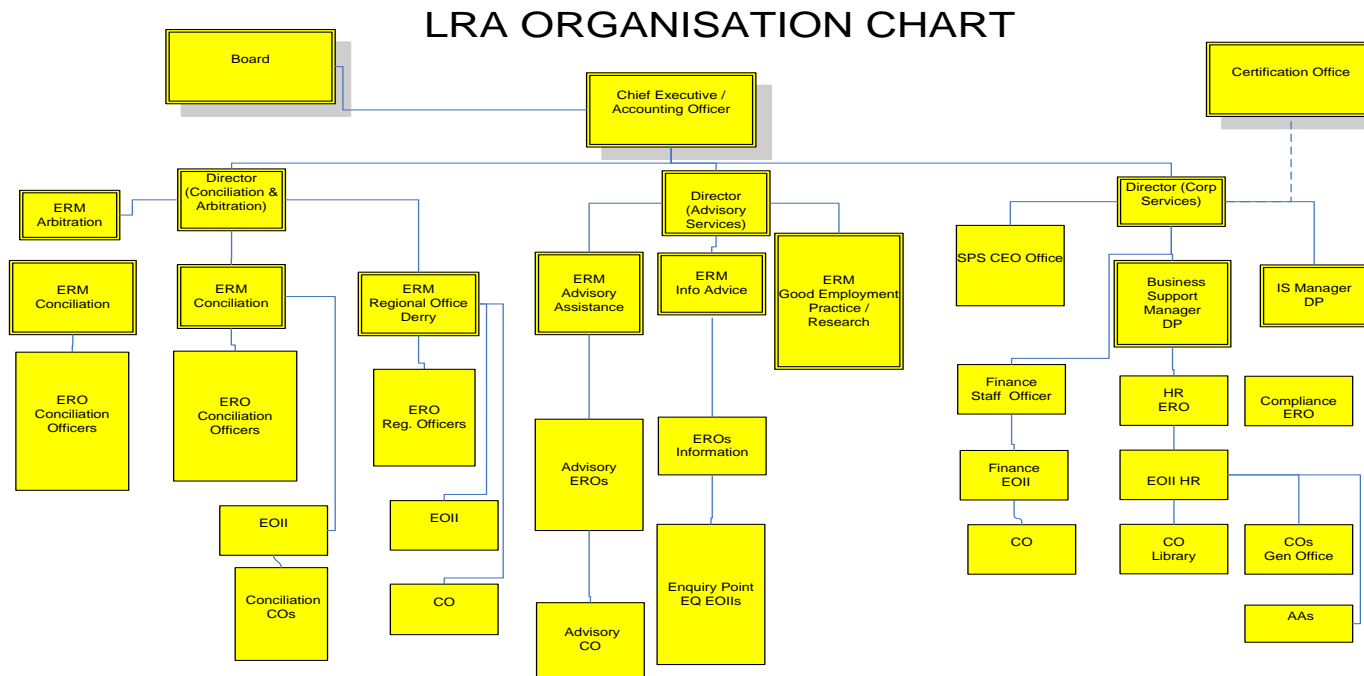 LRA ORGANISATION CHART
Board
Chief Executive /
Accounting Officer
Certification Office
ERM
Arbitration
Director
(Conciliation &
Arbitration)
Director
(Advisory
Services)
Director (Corp
Services)
ERM
Conciliation
ERM
Conciliation
ERM
Regional Office
Derry
ERM
Advisory
Assistance
ERM
Info Advice
ERM
Good Employment
Practice /
Research
SPS CEO Office
Business
Support
Manager
DP
IS Manager
DP
ERO
Conciliation
Officers
ERO
Conciliation
Officers
ERO
Reg. Officers
Advisory
EROs
EROs
Information
Finance
Staff Officer
HR
ERO
Compliance
ERO
EOII
EOII
Finance
EOII
EOII HR
Conciliation
COs
CO
Advisory
CO
Enquiry Point
EQ EOIIs
CO
CO
Library
COs
Gen Office
AAs